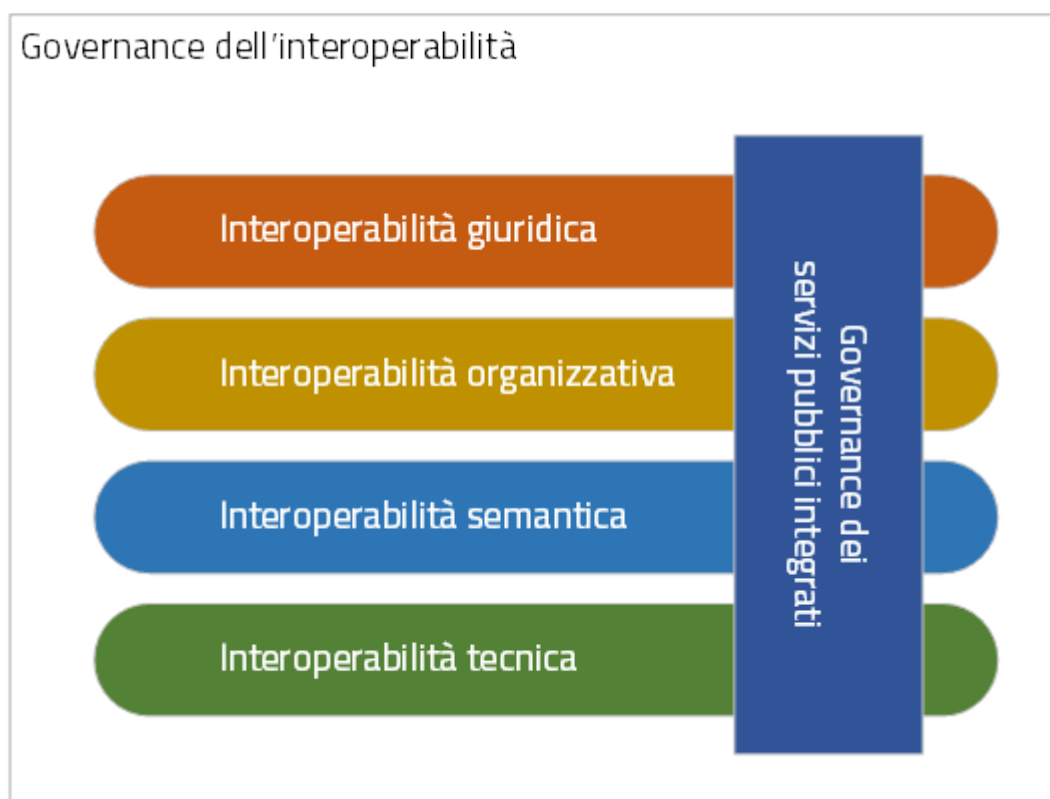 Governance dell'interoperabilità
Interoperabilità giuridica
Interoperabilità organizzativa
Interoperabilità semantica
Interoperabilità tecnica
Governance dei
servizi pubblici integrati